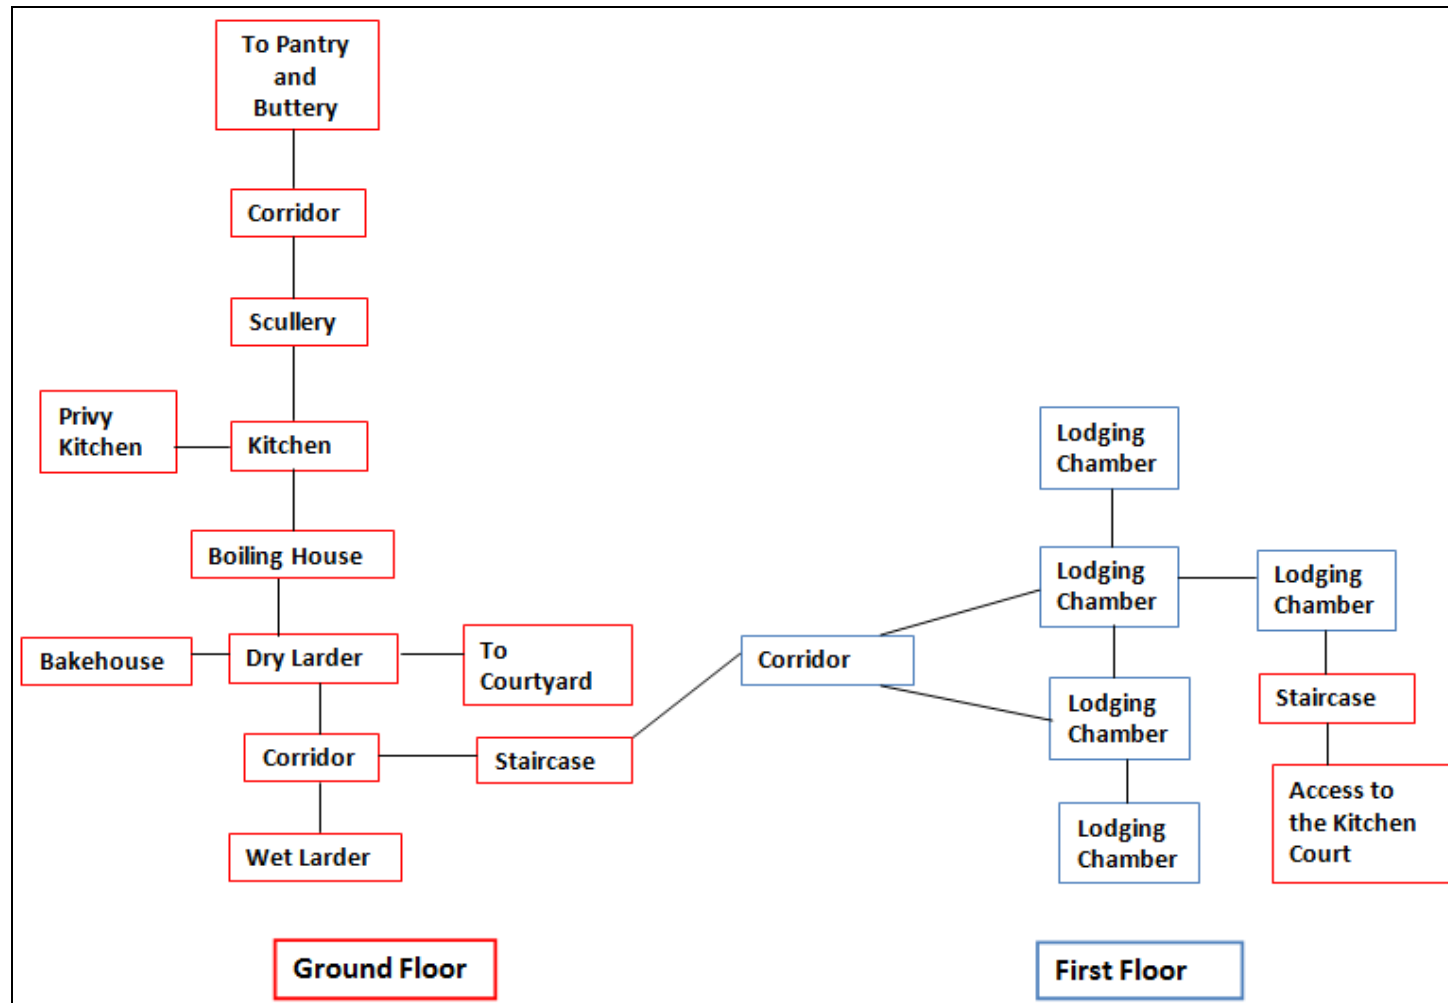 To Pantry
and
Buttery
Corridor
Scullery
Privy
Kitchen
Kitchen
Boiling House
Bakehouse
Dry Larder
To
Courtyard
Corridor
Staircase
Wet Larder
Ground Floor
Lodging
Chamber
Lodging
Chamber
Lodging
Chamber
Corridor
Lodging
Chamber
Staircase
Lodging
Chamber
Access to
the Kitchen
Court
First Floor